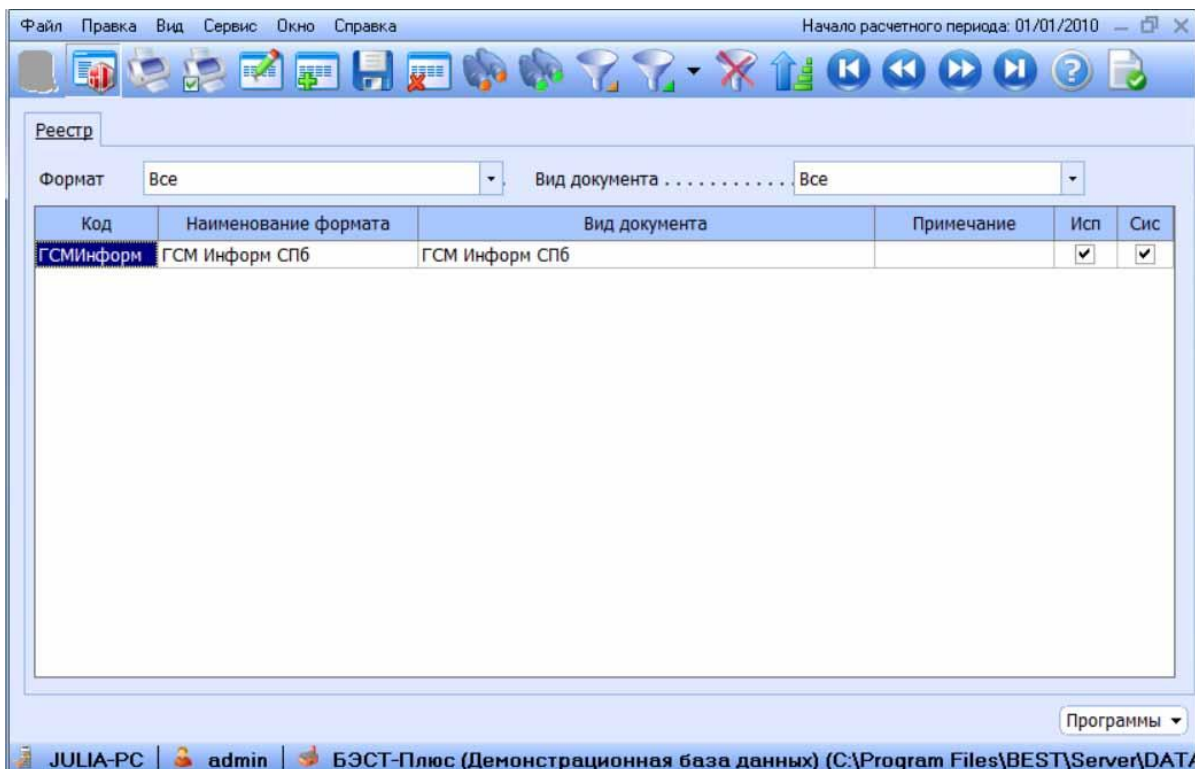 Файл Правка Вид Сервис Окно Справка Начало расчетного периода: 01/01/2010
Реестр
Формат Все Вид документа . . . . . . . . . . . . Все
Код Наименование формата Вид документа Примечание Исп Сис
ГСМИнформ ГСМ Информ СПб ГСМ Информ СПб
Программы
JULIA-PC admin БЭСТ-Плюс (Демонстрационная база данных) (C:\Program Files\BEST\Server\DATA